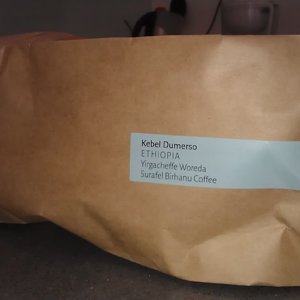 Kebel Dumerso
ETHIOPIA
Yirgacheffe Woreda
Surafel Birhanu Coffee